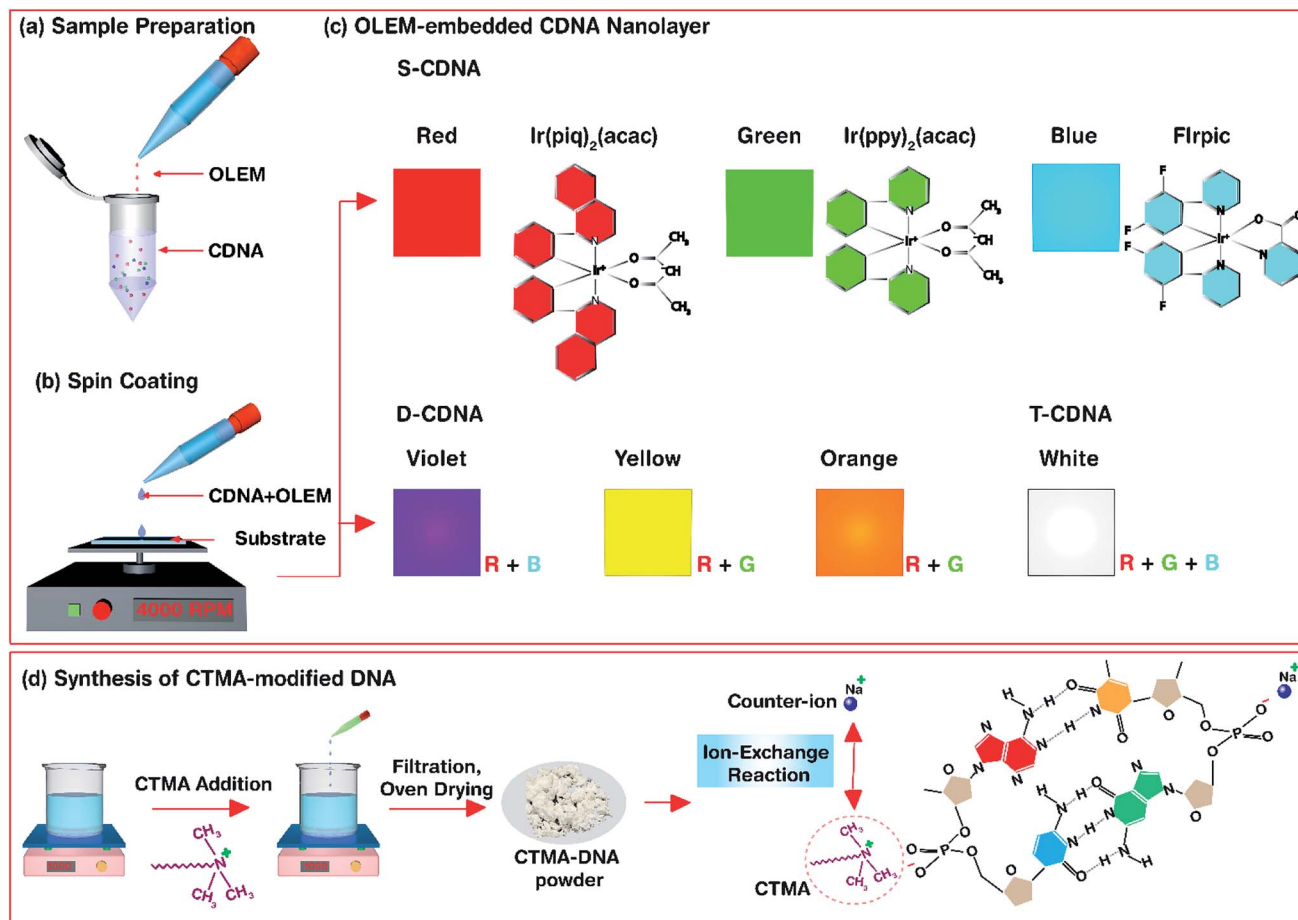 (a) Sample Preparation
OLEM
CDNA
(b) Spin Coating
CDNA+OLEM
Substrate
4000 RPM
(c) OLEM-embedded CDNA Nanolayer
S-CDNA
Red
Ir(piq)2(acac)
Green
Ir(ppy)2(acac)
Blue
FIrpic
N
Ir+
N
O
O
CH3
CH
CH3
N
Ir+
N
O
O
CH3
CH
CH3
F
F
F
F
N
Ir+
N
O
O
N
D-CDNA
T-CDNA
Violet
Yellow
Orange
White
R + B
R + G
R + G
R + G + B
(d) Synthesis of CTMA-modified DNA
CTMA Addition
CH3
N+
CH3
CH3
Filtration,
Oven Drying
CTMA-DNA
powder
Counter-ion
Na+
Ion-Exchange
Reaction
CH3
N+
CH3
CH3
CTMA
H
H
N
H
O
N
N
N
N
N
H
N
O
O
O
O
P
O
O
Na+
O
O
P
O
O
O
H
N
H
O
N
N
H
N
N
N
N
O
H
N
H
O
O